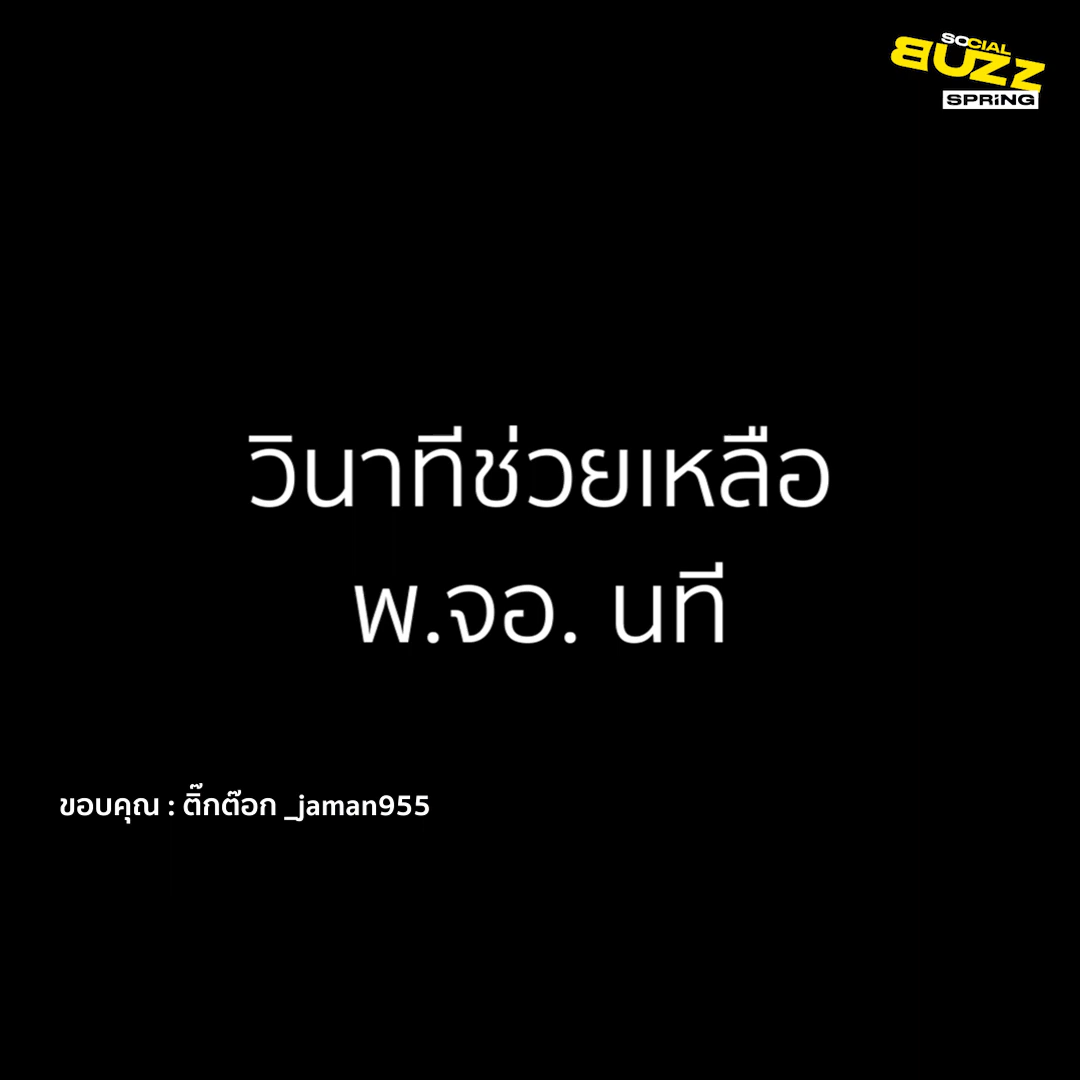 SOCIAL
BUZZ
SPRiNG
วินาทีช่วยเหลือ
พ.จอ. นที
ขอบคุณ : ติ๊กต๊อก _jaman955